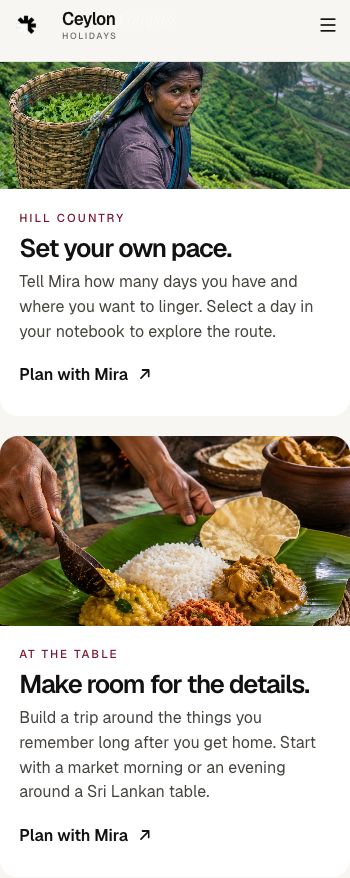 Ceylon
HOLIDAYS
HILL COUNTRY
Set your own pace.
Tell Mira how many days you have and
where you want to linger. Select a day in
your notebook to explore the route.
Plan with Mira
AT THE TABLE
Make room for the details.
Build a trip around the things you
remember long after you get home. Start
with a market morning or an evening
around a Sri Lankan table.
Plan with Mira